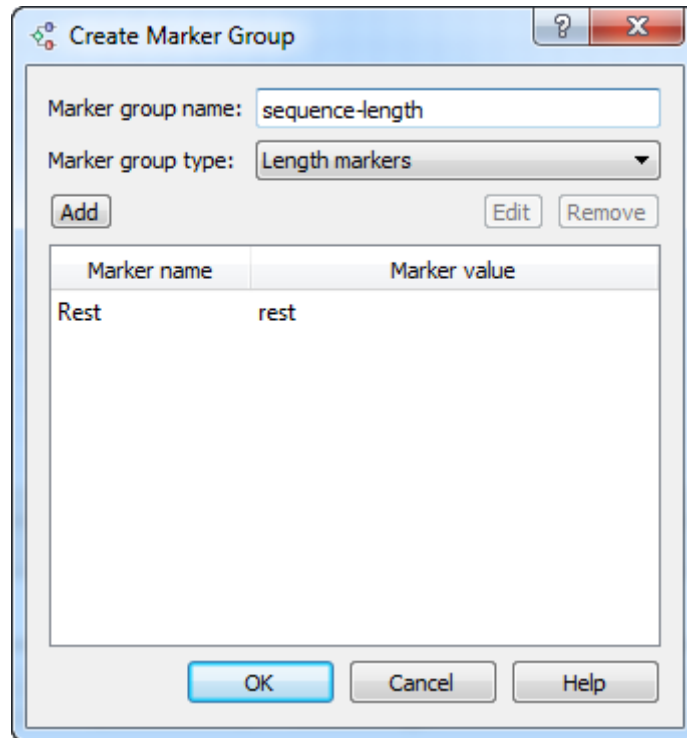 Create Marker Group
Marker group name: sequence-length
Marker group type: Length markers
Add Edit Remove
Marker name Marker value
Rest rest
OK Cancel Help